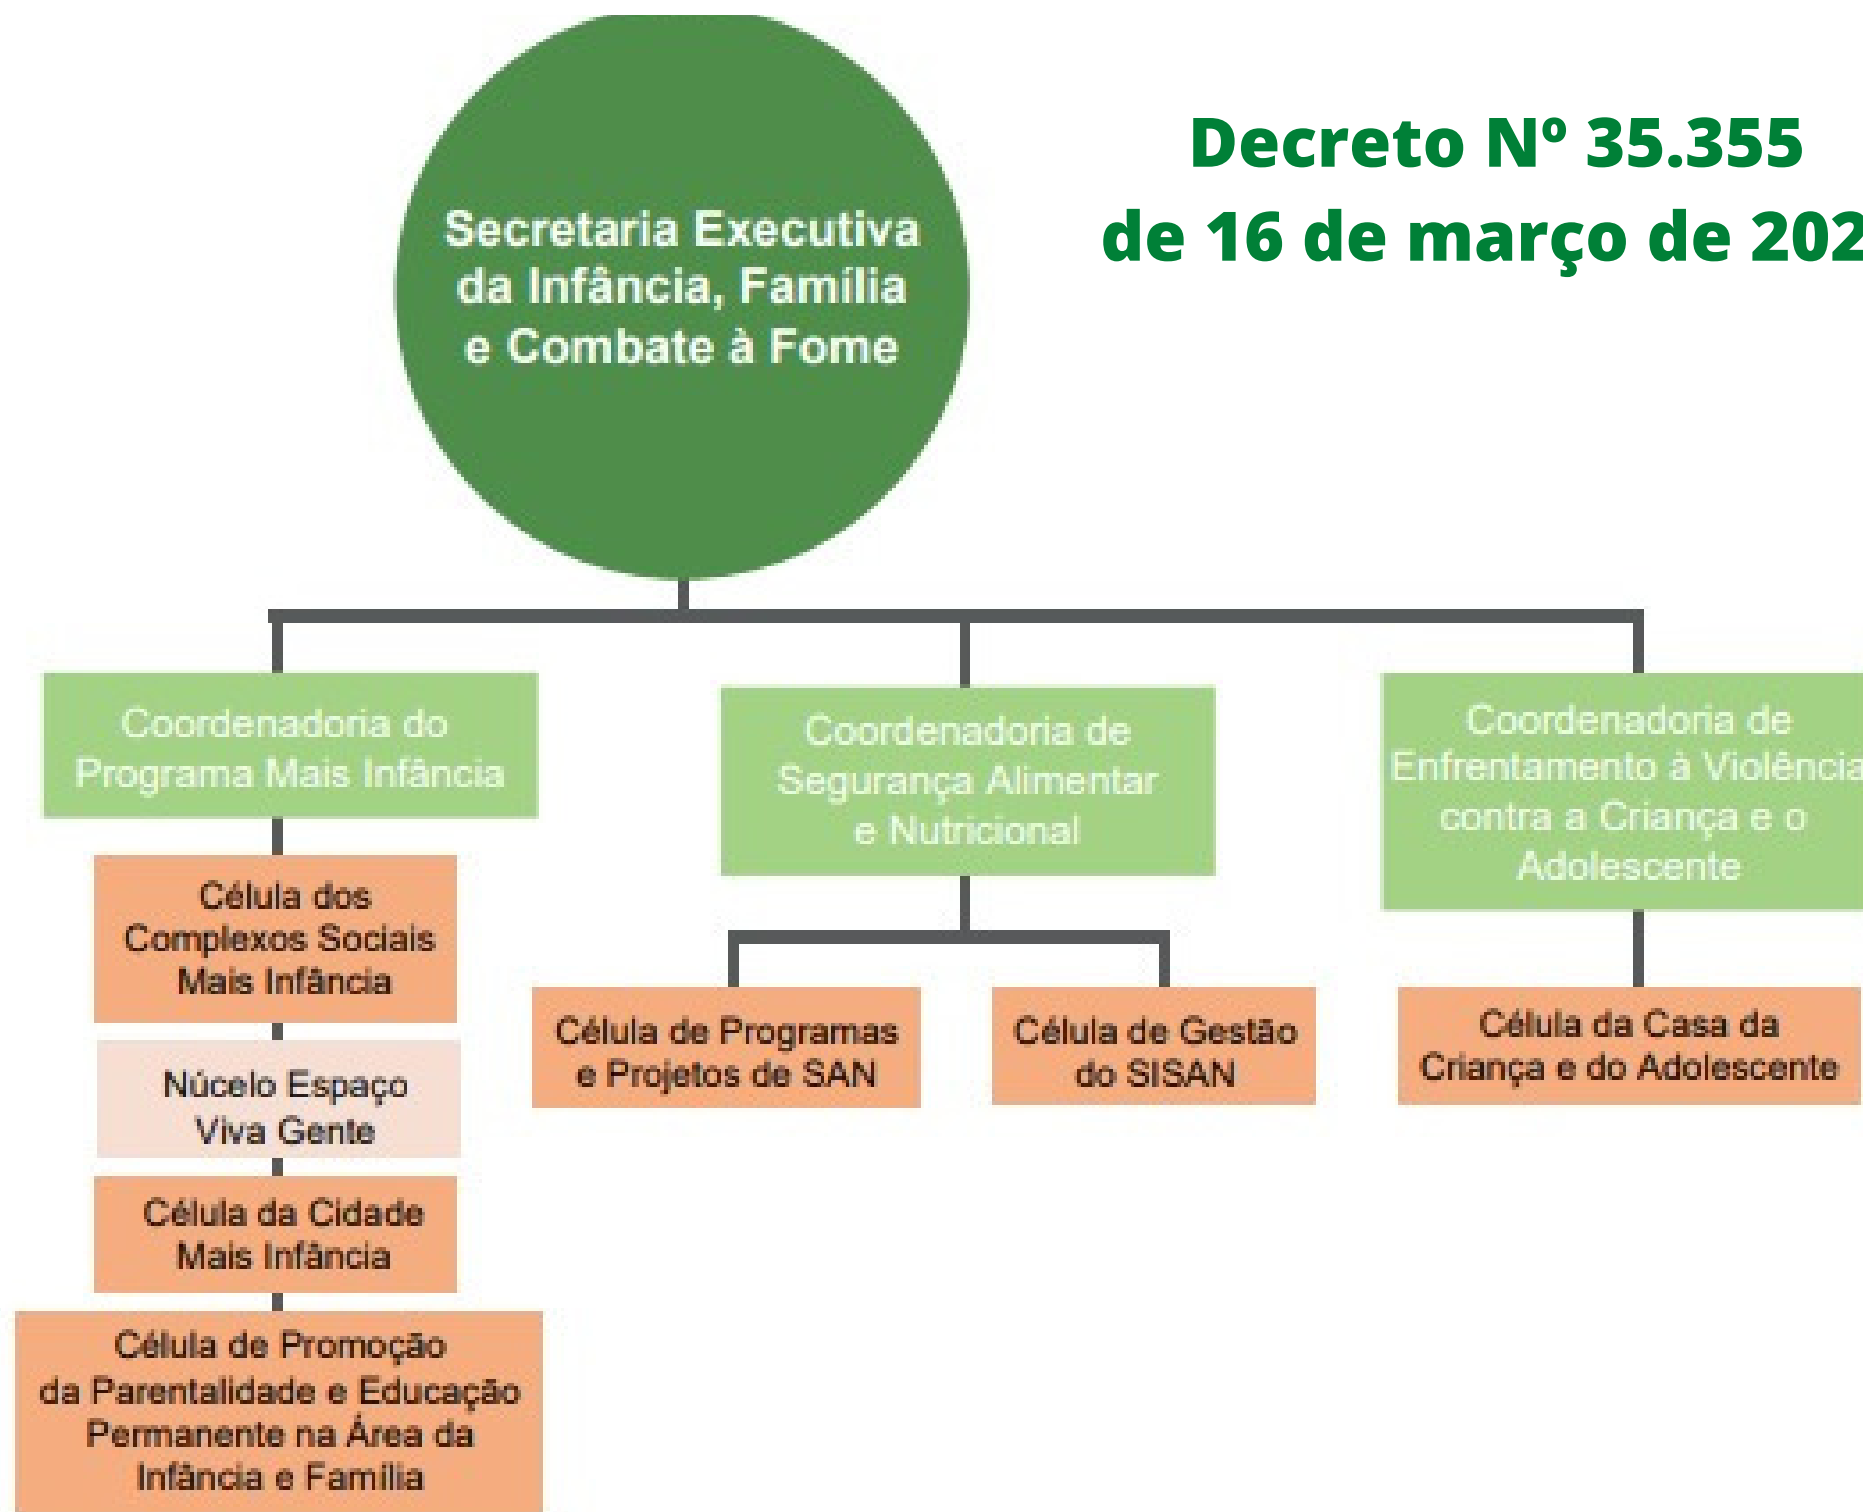 Decreto Nº 35.355
de 16 de março de 202
Secretaria Executiva
da Infância, Família
e Combate à Fome
Coordenadoria do
Programa Mais Infância
Célula dos
Complexos Sociais
Mais Infância
Núcelo Espaço
Viva Gente
Célula da Cidade
Mais Infância
Célula de Promoção
da Parentalidade e Educação
Permanente na Área da
Infância e Família
Coordenadoria de
Segurança Alimentar
e Nutricional
Célula de Programas
e Projetos de SAN
Célula de Gestão
do SISAN
Coordenadoria de
Enfrentamento à Violência
contra a Criança e o
Adolescente
Célula da Casa da
Criança e do Adolescente